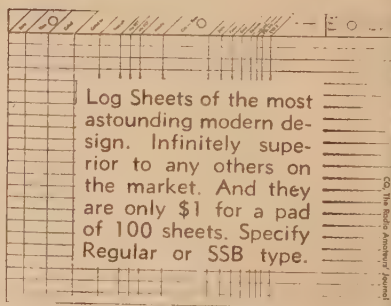 Log Sheets of the most
astounding modern de-
sign. Infinitely supe-
rior to any others on
the market. And they
are only $1 for a pad
of 100 sheets. Specify
Regular or SSB type.
CQ, The Radio Amateurs' Journal